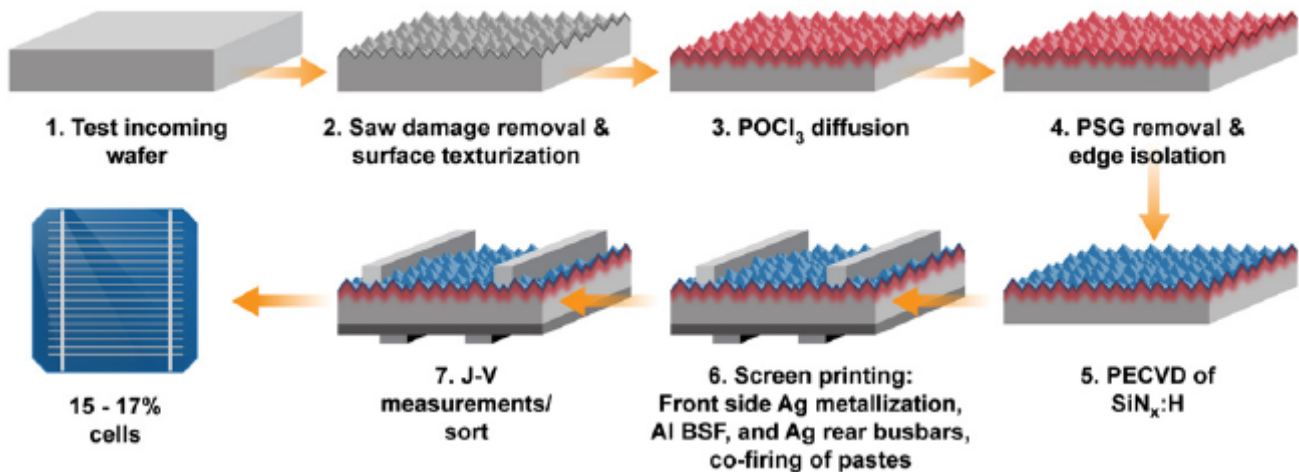 1. Test incoming
wafer
2. Saw damage removal &
surface texturization
3. POCl₃ diffusion
4. PSG removal &
edge isolation
15 - 17%
cells
7. J-V
measurements/
sort
6. Screen printing:
Front side Ag metallization,
Al BSF, and Ag rear busbars,
co-firing of pastes
5. PECVD of
SiNₓ:H